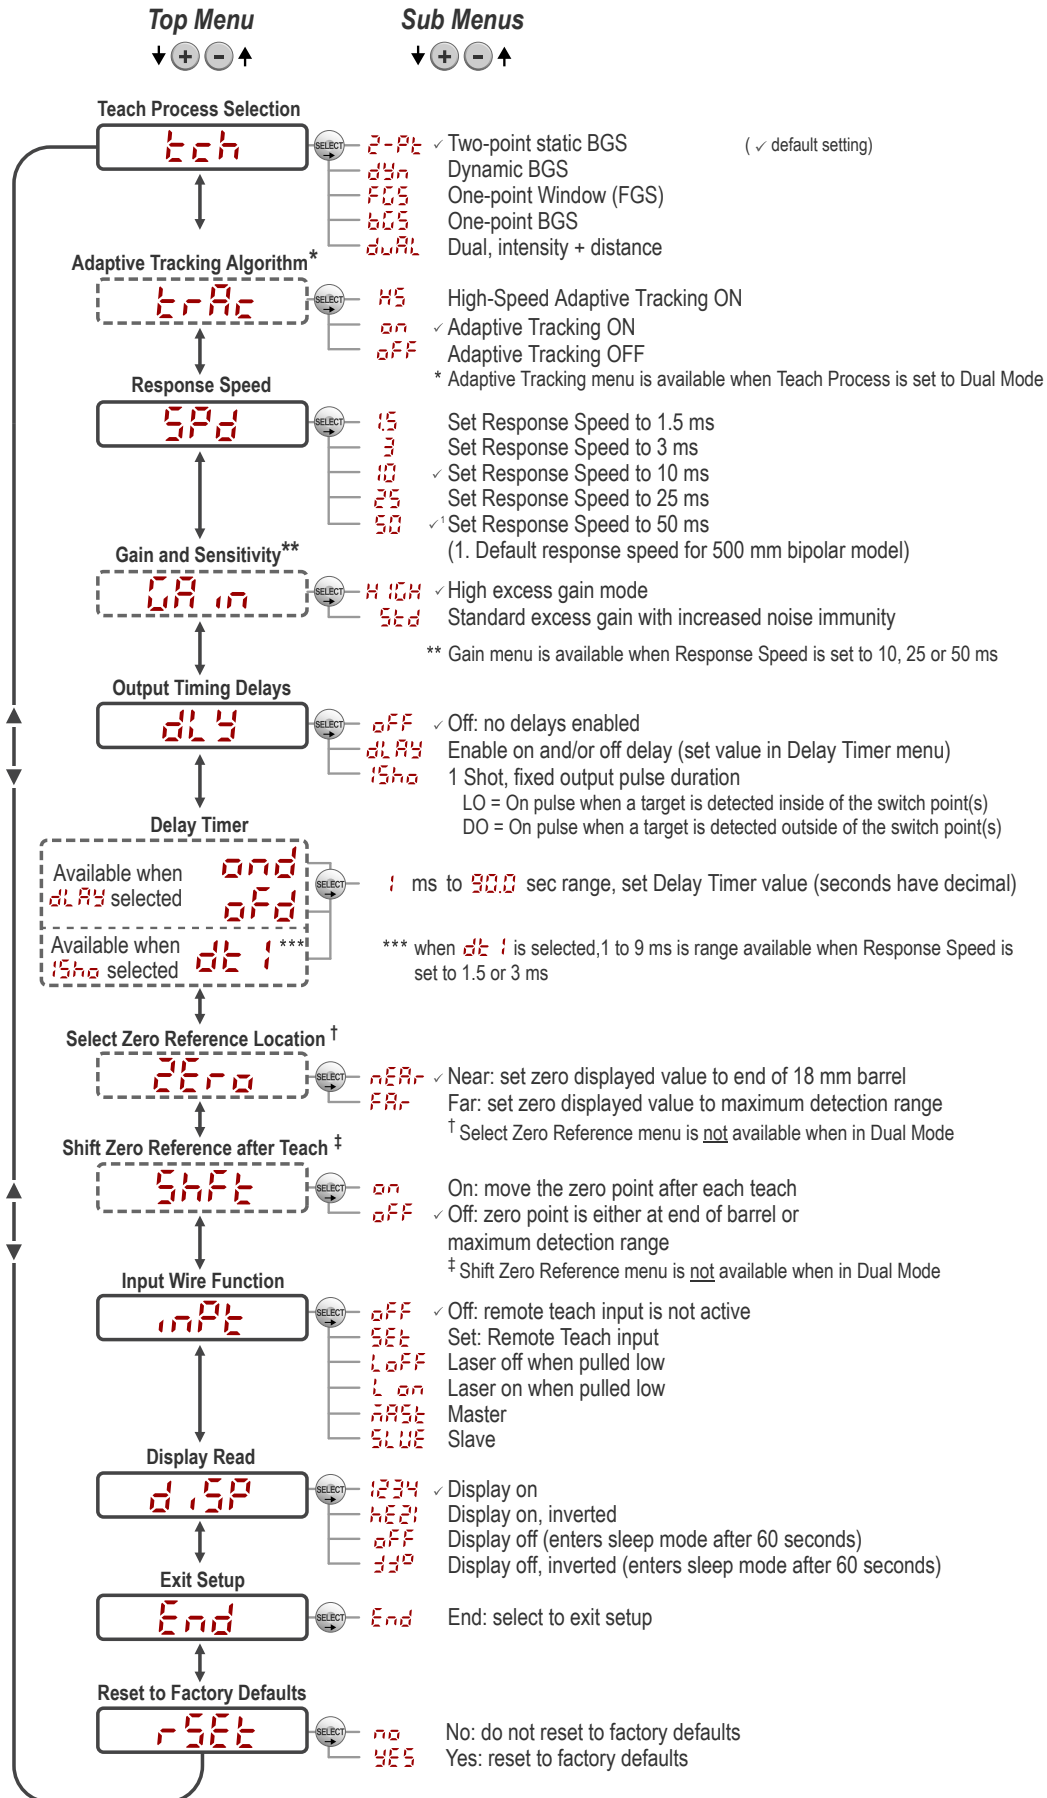 Top Menu Sub Menus
+ - + -
Teach Process Selection
tch SELECT 2-Pt ✓ Two-point static BGS ( ✓ default setting)
dYn Dynamic BGS
FGS One-point Window (FGS)
bGS One-point BGS
duAL Dual, intensity + distance
Adaptive Tracking Algorithm*
trAc SELECT HS High-Speed Adaptive Tracking ON
on ✓ Adaptive Tracking ON
oFF Adaptive Tracking OFF
* Adaptive Tracking menu is available when Teach Process is set to Dual Mode
Response Speed
SPd SELECT 1.5 Set Response Speed to 1.5 ms
3 Set Response Speed to 3 ms
10 ✓ Set Response Speed to 10 ms
25 Set Response Speed to 25 ms
50 ✓¹ Set Response Speed to 50 ms
(1. Default response speed for 500 mm bipolar model)
Gain and Sensitivity**
GAin SELECT HIGH ✓ High excess gain mode
Std Standard excess gain with increased noise immunity
** Gain menu is available when Response Speed is set to 10, 25 or 50 ms
Output Timing Delays
dLY SELECT oFF ✓ Off: no delays enabled
dLAY Enable on and/or off delay (set value in Delay Timer menu)
1Sho 1 Shot, fixed output pulse duration
LO = On pulse when a target is detected inside of the switch point(s)
DO = On pulse when a target is detected outside of the switch point(s)
Delay Timer
Available when dLAY selected ond oFd SELECT 1 ms to 90.0 sec range, set Delay Timer value (seconds have decimal)
Available when 1Sho selected dt1 *** *** when dt1 is selected,1 to 9 ms is range available when Response Speed is
set to 1.5 or 3 ms
Select Zero Reference Location †
ZEro SELECT nEAr ✓ Near: set zero displayed value to end of 18 mm barrel
FAr Far: set zero displayed value to maximum detection range
† Select Zero Reference menu is not available when in Dual Mode
Shift Zero Reference after Teach ‡
ShFt SELECT on On: move the zero point after each teach
oFF ✓ Off: zero point is either at end of barrel or
maximum detection range
‡ Shift Zero Reference menu is not available when in Dual Mode
Input Wire Function
inPt SELECT oFF ✓ Off: remote teach input is not active
SEt Set: Remote Teach input
LoFF Laser off when pulled low
L on Laser on when pulled low
mASt Master
SLVE Slave
Display Read
diSP SELECT 1234 ✓ Display on
hEZ1 Display on, inverted
oFF Display off (enters sleep mode after 60 seconds)
JJo Display off, inverted (enters sleep mode after 60 seconds)
Exit Setup
End SELECT End End: select to exit setup
Reset to Factory Defaults
rSEt SELECT no No: do not reset to factory defaults
YES Yes: reset to factory defaults